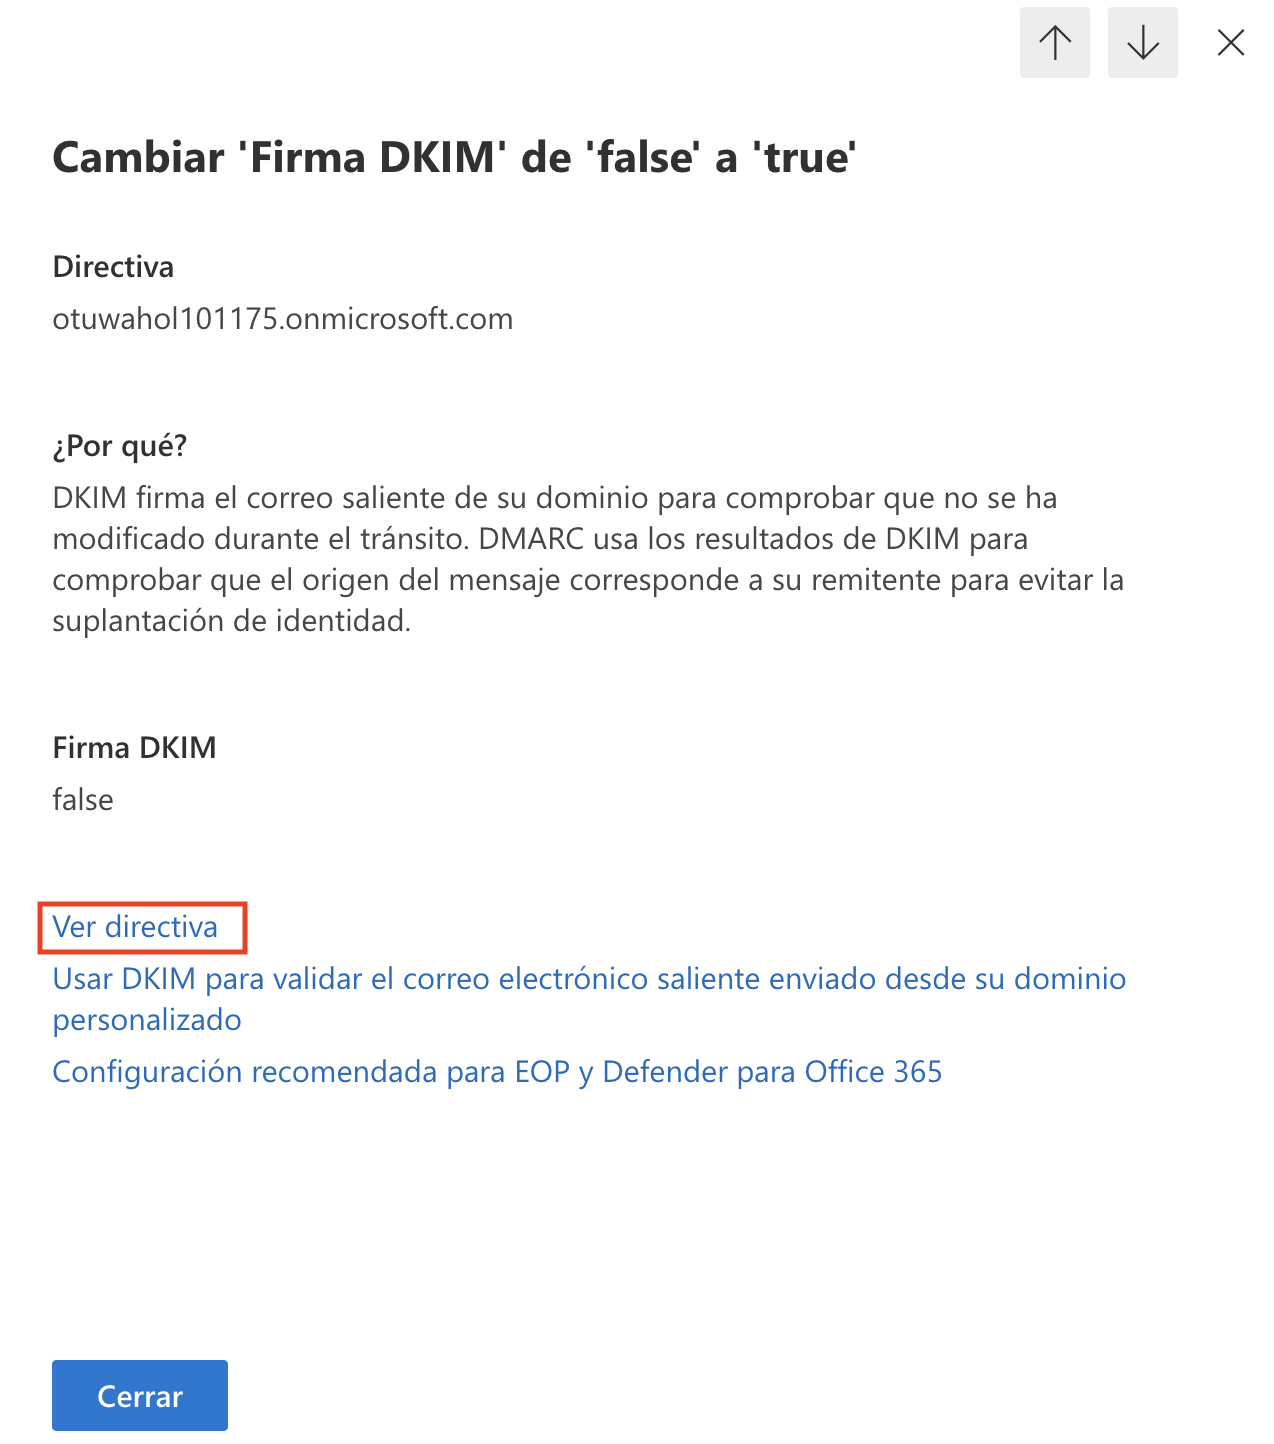 Cambiar 'Firma DKIM' de 'false' a 'true'
Directiva
otuwahol101175.onmicrosoft.com
¿Por qué?
DKIM firma el correo saliente de su dominio para comprobar que no se ha
modificado durante el tránsito. DMARC usa los resultados de DKIM para
comprobar que el origen del mensaje corresponde a su remitente para evitar la
suplantación de identidad.
Firma DKIM
false
Ver directiva
Usar DKIM para validar el correo electrónico saliente enviado desde su dominio
personalizado
Configuración recomendada para EOP y Defender para Office 365
Cerrar